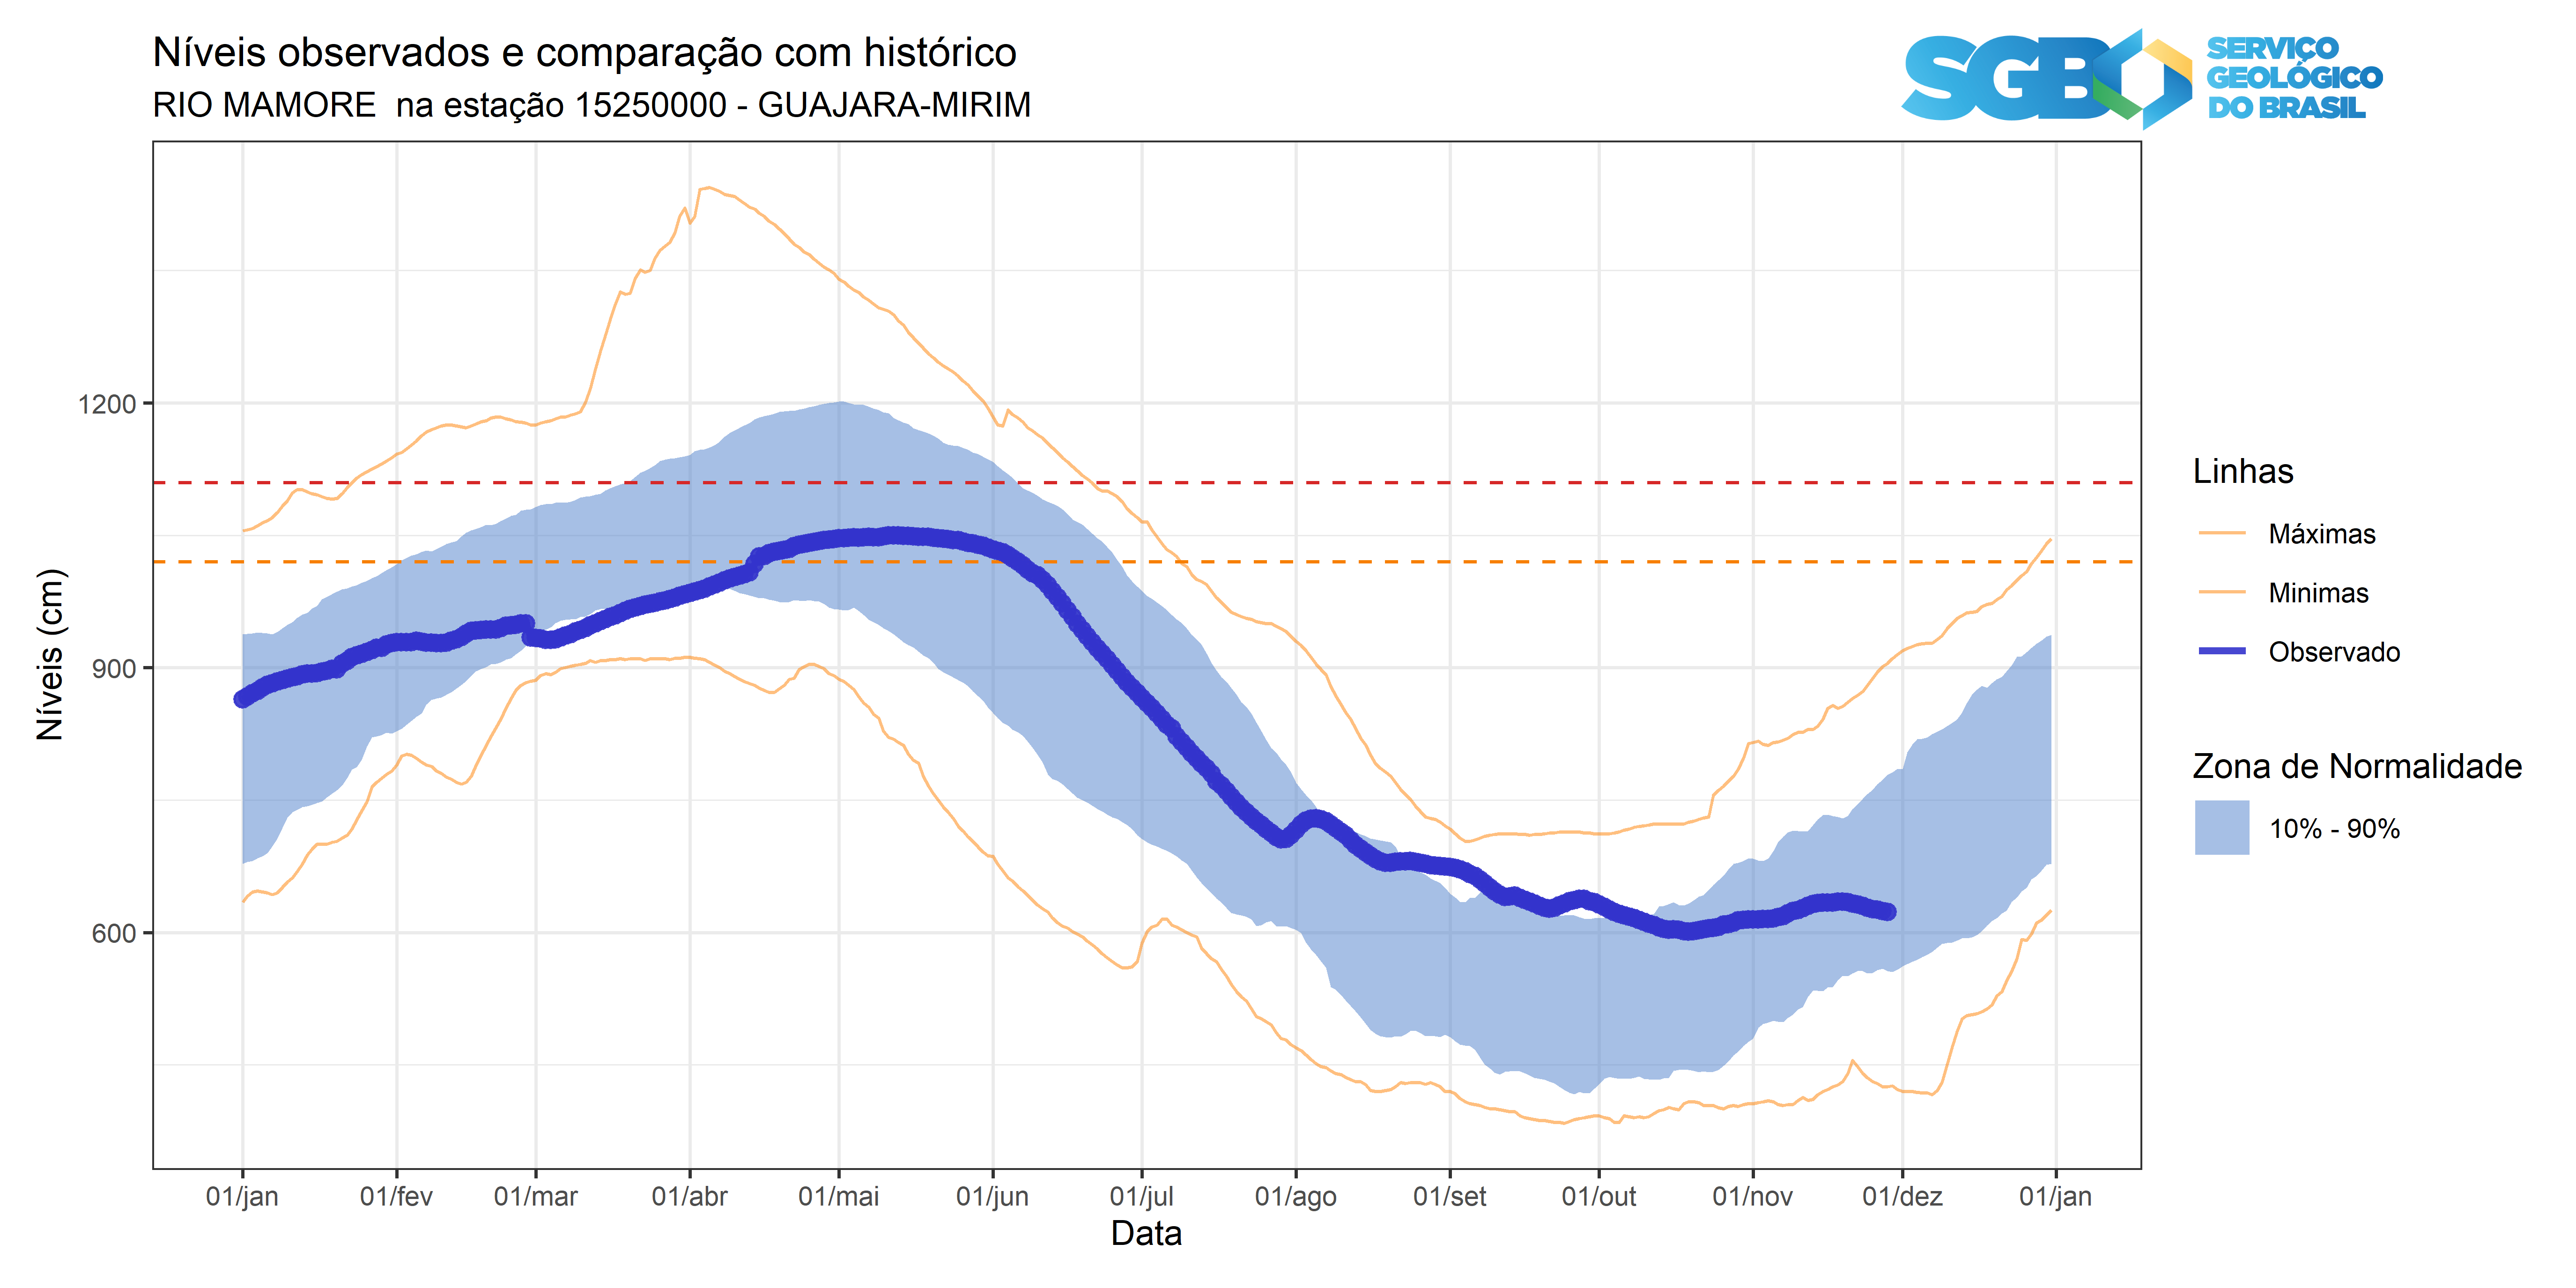 Níveis observados e comparação com histórico
RIO MAMORE  na estação 15250000 - GUAJARA-MIRIM
SGB
SERVIÇO
GEOLÓGICO
DO BRASIL
Níveis (cm)
1200
900
600
01/jan
01/fev
01/mar
01/abr
01/mai
01/jun
01/jul
01/ago
01/set
01/out
01/nov
01/dez
01/jan
Data
Linhas
Máximas
Minimas
Observado
Zona de Normalidade
10% - 90%